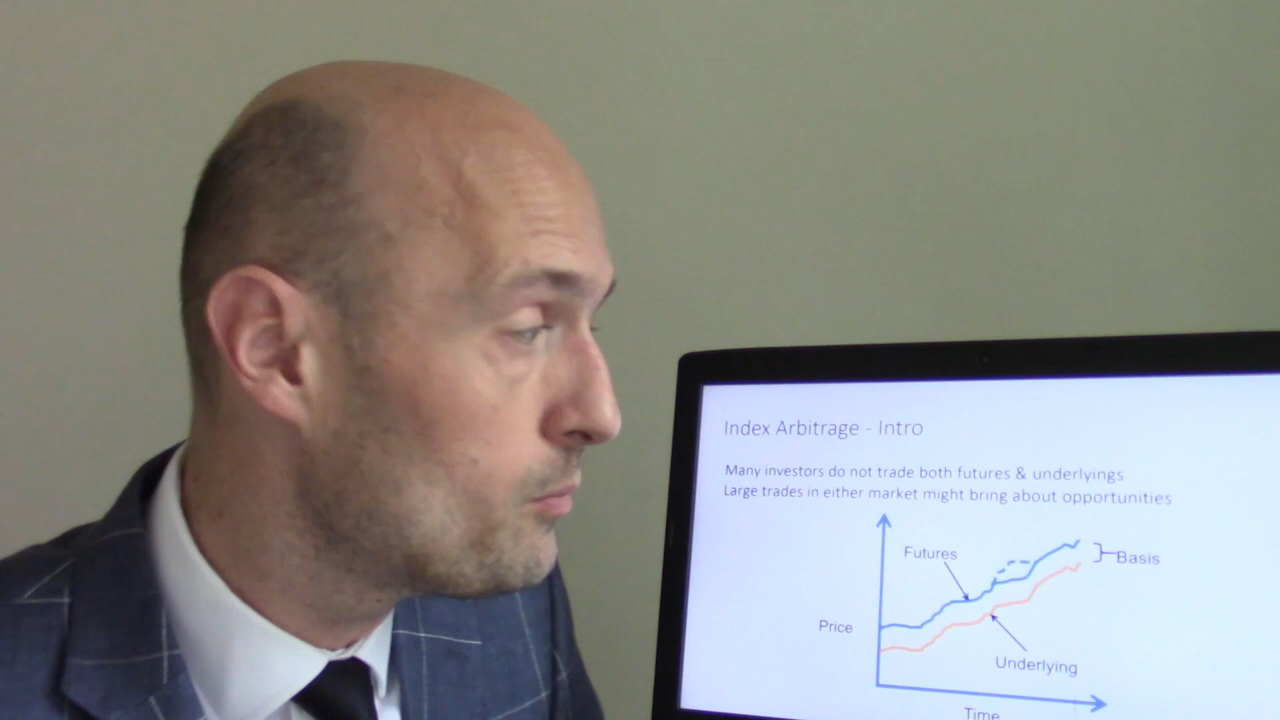 Index Arbitrage - Intro
Many investors do not trade both futures & underlyings
Large trades in either market might bring about opportunities
Futures
Basis
Price
Underlying
Time